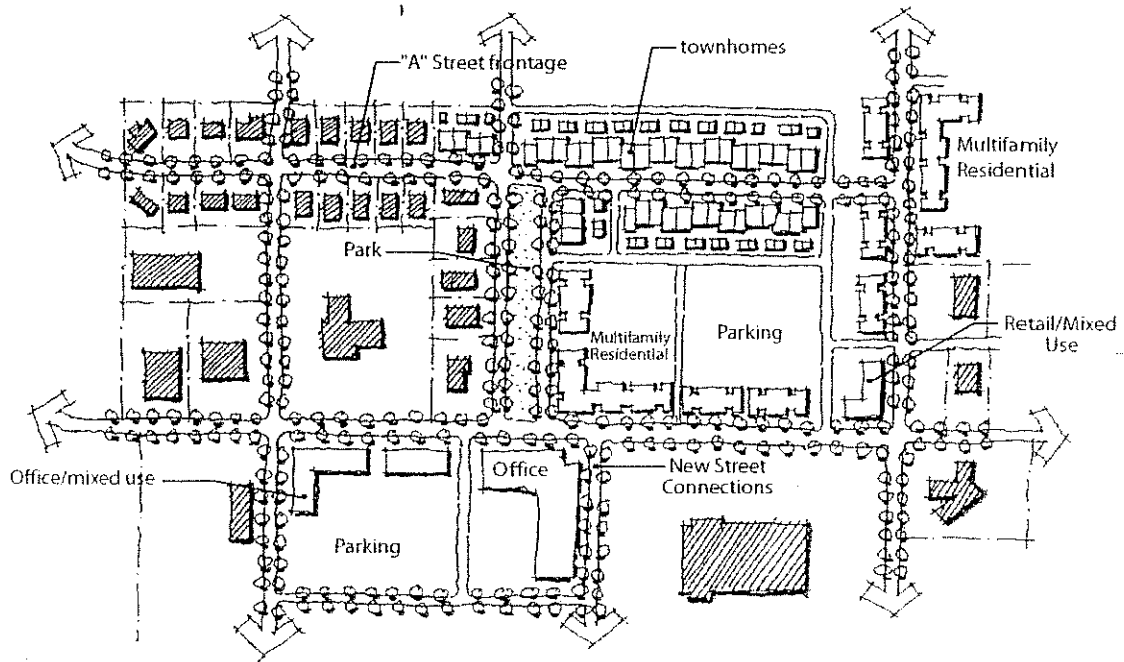 townhomes
"A" Street frontage
Multifamily
Residential
Park
Multifamily
Residential
Parking
Retail/Mixed
Use
Office/mixed use
Office
New Street
Connections
Parking